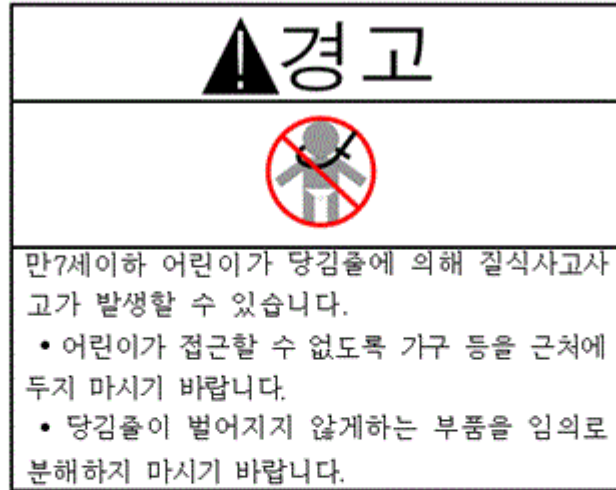 경고
만7세이하 어린이가 당김줄에 의해 질식사고사
고가 발생할 수 있습니다.
• 어린이가 접근할 수 없도록 가구 등을 근처에
두지 마시기 바랍니다.
• 당김줄이 벌어지지 않게하는 부품을 임의로
분해하지 마시기 바랍니다.